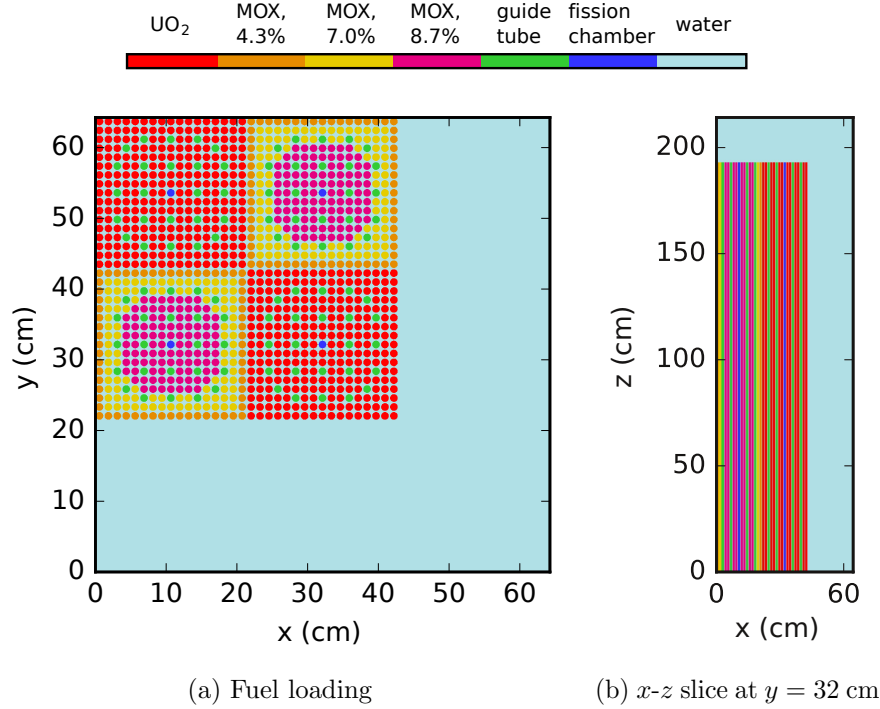 UO₂
MOX, 4.3%
MOX, 7.0%
MOX, 8.7%
guide tube
fission chamber
water
60
50
40
30
20
10
0
y (cm)
0 10 20 30 40 50 60
x (cm)
(a) Fuel loading
200
150
100
50
0
z (cm)
0 60
x (cm)
(b) x-z slice at y = 32 cm